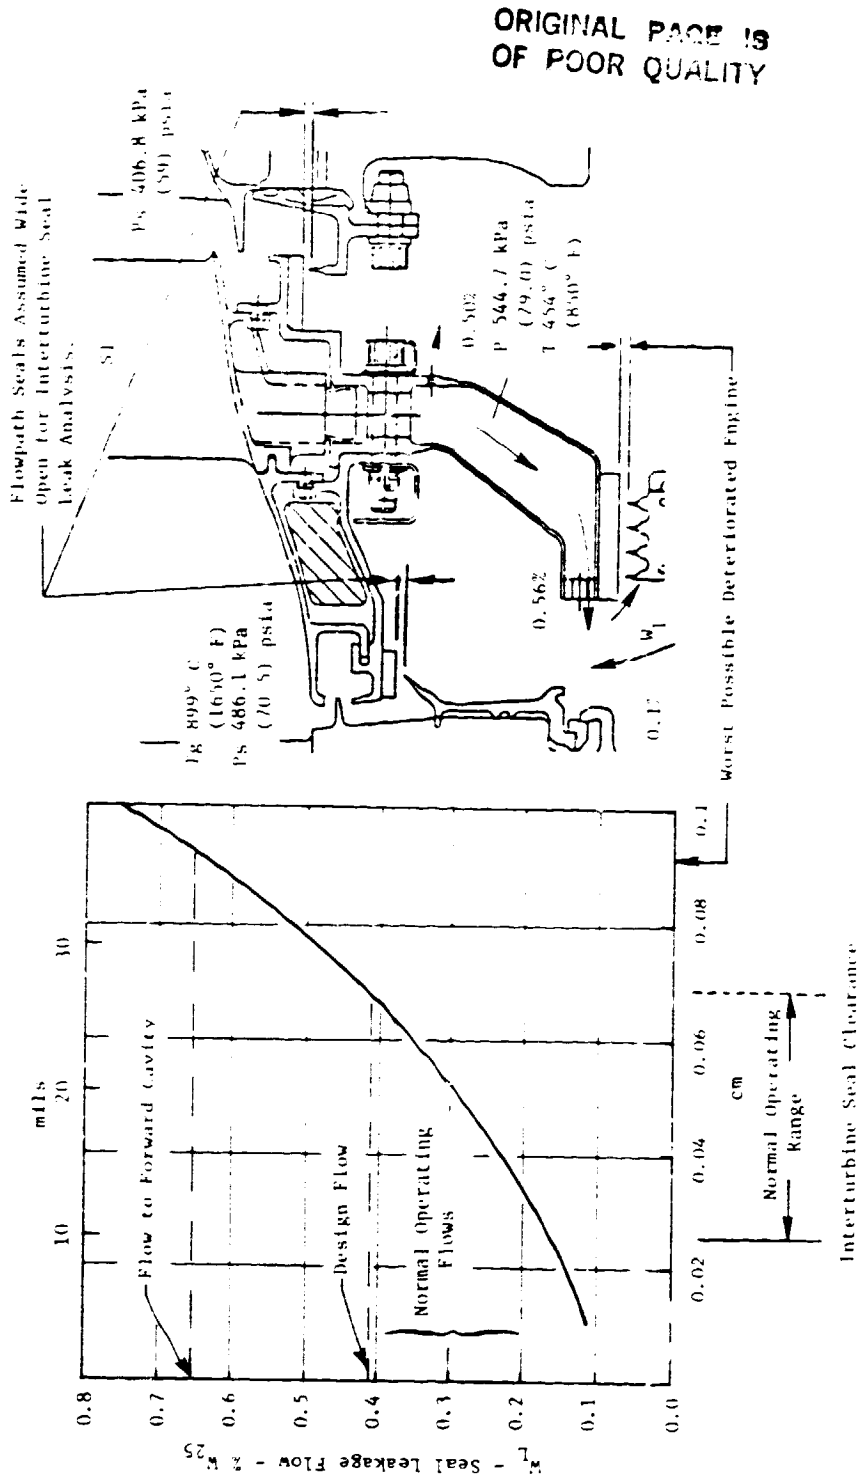 ORIGINAL PAGE IS
OF POOR QUALITY
Flowpath Seals Assumed Wide
Open for Interturbine Seal
Leak Analysis.
S1
Ps 406.8 kPa
(59) psia
Tg 899° C
(1650° F)
Ps 486.1 kPa
(70.5) psia
0.50%
P 544.7 kPa
(79.0) psia
T 454° C
(850° F)
0.56%
W1
Worst Possible Deteriorated Engine
mils
10
20
30
Flow to Forward Cavity
Design Flow
Normal Operating
Flows
0.8
0.7
0.6
0.5
0.4
0.3
0.2
0.1
0.0
WL - Seal Leakage Flow - % W25
0.02
0.04
0.06
0.08
0.1
cm
Normal Operating
Range
Interturbine Seal Clearance